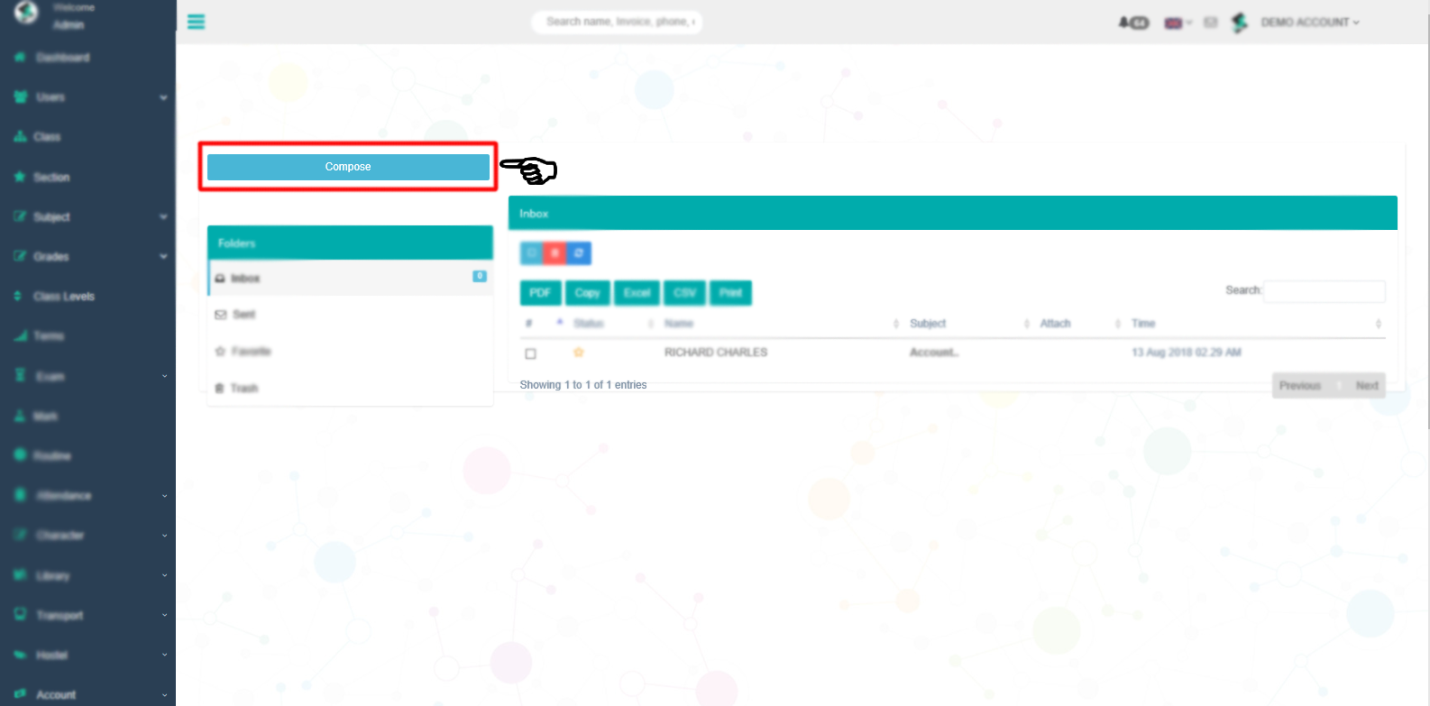 Welcome
Admin
Dashboard
Users
Class
Section
Subject
Grades
Class Levels
Terms
Exam
Mark
Routine
Attendance
Character
Library
Transport
Hostel
Account
Search name, Invoice, phone,
64
DEMO ACCOUNT
Compose
Folders
Inbox 0
Sent
Favorite
Trash
Inbox
PDF Copy Excel CSV Print
Search:
# Status Name Subject Attach Time
RICHARD CHARLES Account... 13 Aug 2018 02:29 AM
Showing 1 to 1 of 1 entries
Previous 1 Next